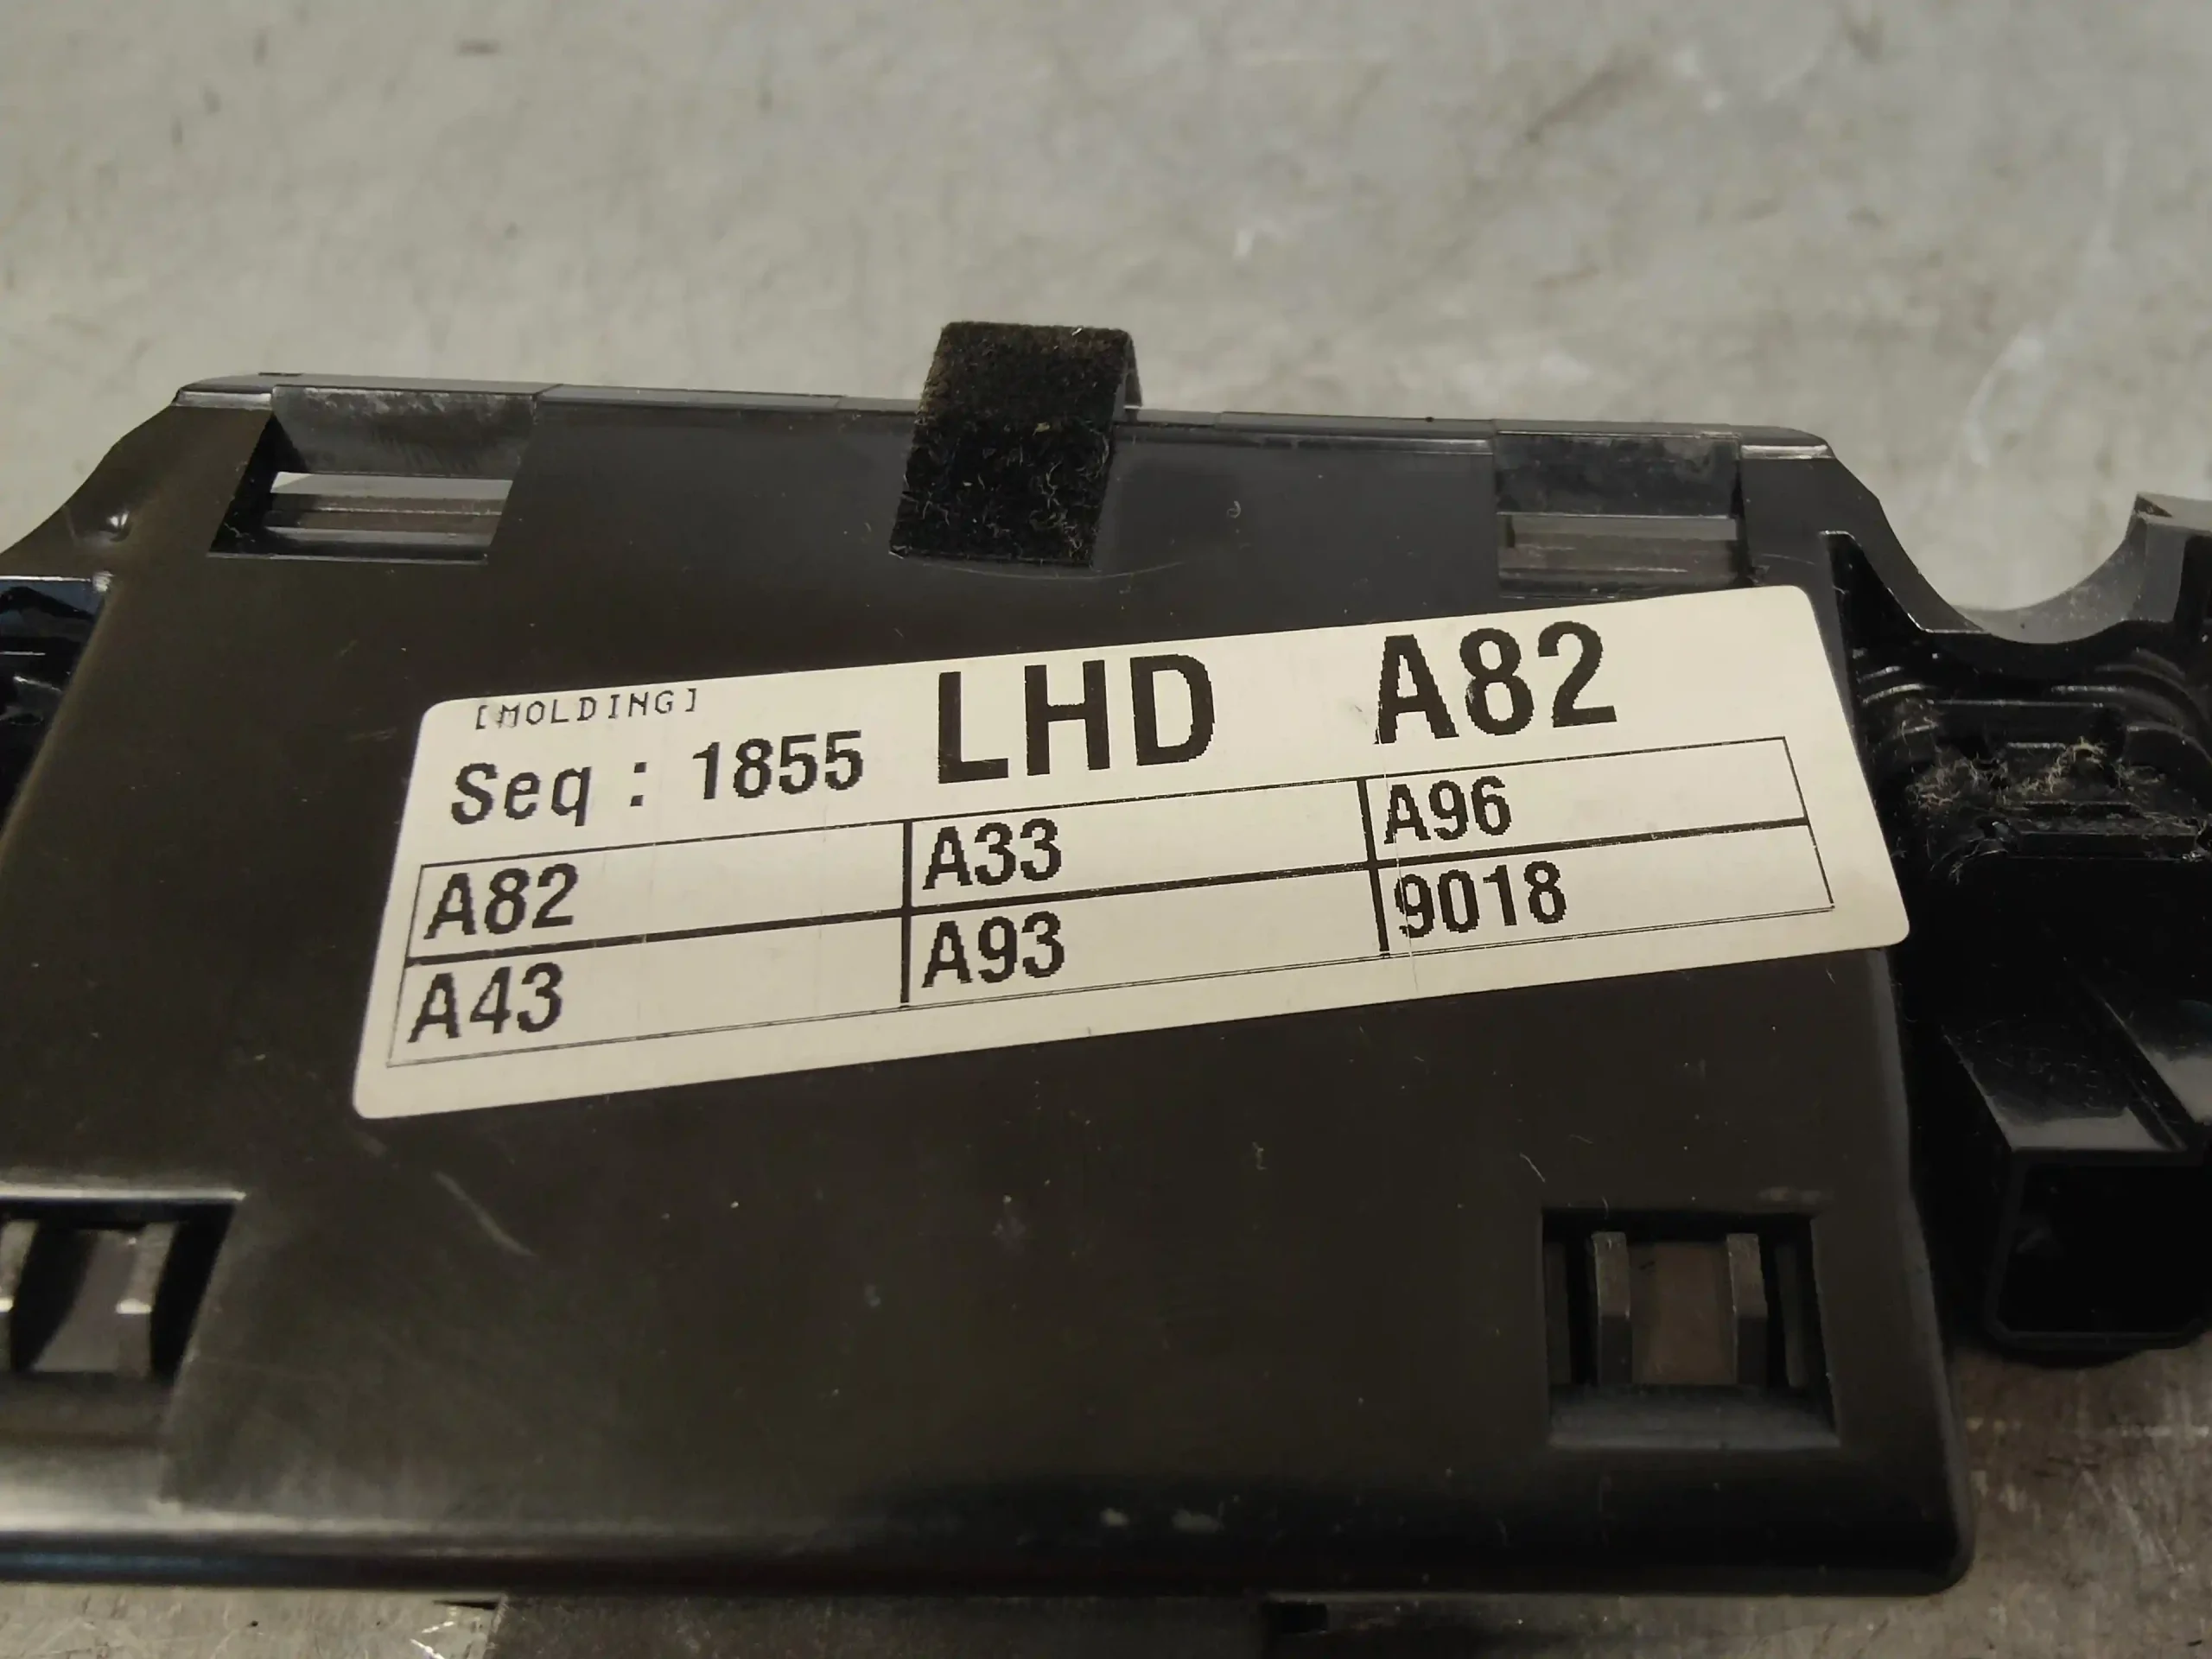 [MOLDING]
Seq : 1855 LHD A82
A82 A33 A96
A43 A93 9018